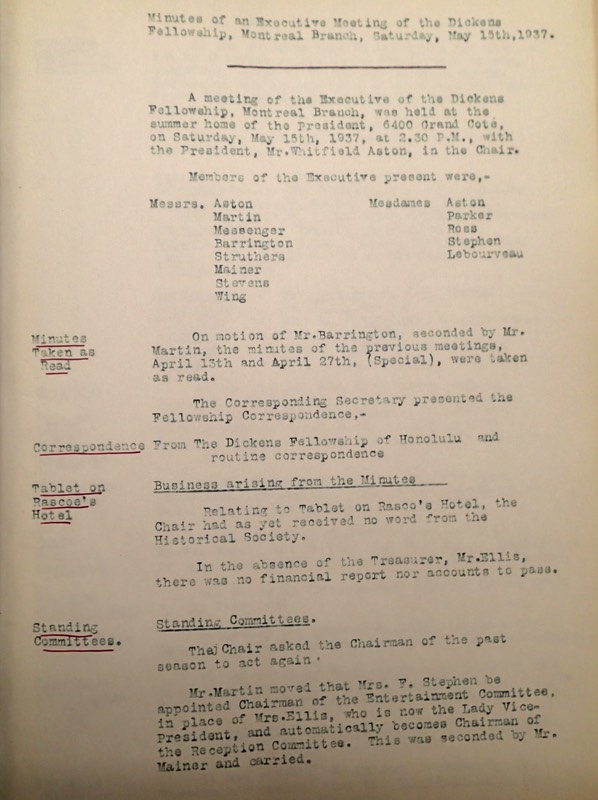 Minutes of an Executive Meeting of the Dickens
Fellowship, Montreal Branch, Saturday, May 15th,1937.
A meeting of the Executive of the Dickens
Fellowship, Montreal Branch, was held at the
summer home of the President, 6400 Grand Coté,
on Saturday, May 15th, 1937, at 2.30 P.M., with
the President, Mr.Whitfield Aston, in the Chair.
Members of the Executive present were,-
Messrs. Aston
Martin
Messenger
Barrington
Struthers
Mainer
Stevens
Wing
Mesdames Aston
Parker
Ross
Stephen
Lebourveau
Minutes
Taken as
Read
On motion of Mr.Barrington, seconded by Mr.
Martin, the minutes of the previous meetings,
April 13th and April 27th, (Special), were taken
as read.
The Corresponding Secretary presented the
Fellowship Correspondence,-
Correspondence From The Dickens Fellowship of Honolulu and
routine correspondence
Tablet on
Rascoe's
Hotel
Business arising from the Minutes
Relating to Tablet on Rasco's Hotel, the
Chair had as yet received no word from the
Historical Society.
In the absence of the Treasurer, Mr.Ellis,
there was no financial report nor accounts to pass.
Standing
Committees.
Standing Committees.
The) Chair asked the Chairman of the past
season to act again.
Mr.Martin moved that Mrs. F. Stephen be
appointed Chairman of the Entertainment Committee,
in place of Mrs.Ellis, who is now the Lady Vice-
President, and automatically becomes Chairman of
the Reception Committee. This was seconded by Mr.
Mainer and carried.